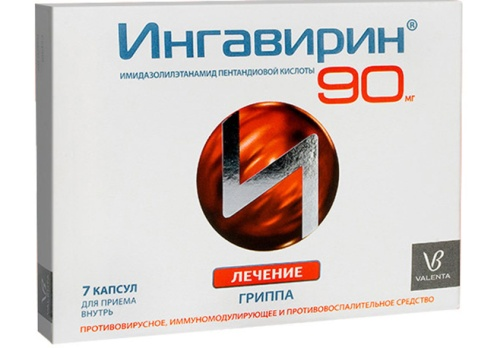 Ингавирин®
ИМИДАЗОЛИЛЭТАНАМИД ПЕНТАНДИОВОЙ КИСЛОТЫ
90 мг
И
ЛЕЧЕНИЕ
ГРИППА
7 КАПСУЛ
ДЛЯ ПРИЕМА
ВНУТРЬ
VALENTA
ПРОТИВОВИРУСНОЕ, ИММУНОМОДУЛИРУЮЩЕЕ И ПРОТИВОВОСПАЛИТЕЛЬНОЕ СРЕДСТВО